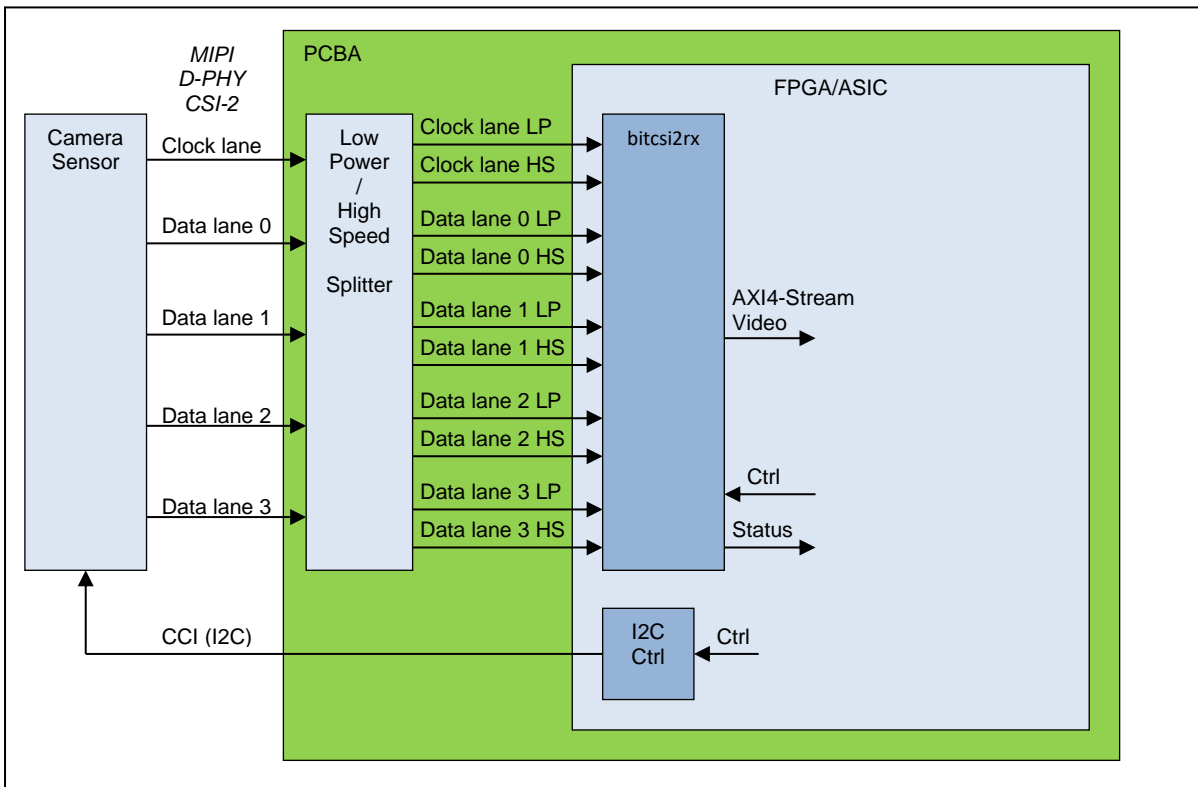 MIPI
D-PHY
CSI-2
PCBA
FPGA/ASIC
Camera
Sensor
Clock lane
Data lane 0
Data lane 1
Data lane 2
Data lane 3
Low
Power
/
High
Speed
Splitter
Clock lane LP
Clock lane HS
Data lane 0 LP
Data lane 0 HS
Data lane 1 LP
Data lane 1 HS
Data lane 2 LP
Data lane 2 HS
Data lane 3 LP
Data lane 3 HS
bitcsi2rx
AXI4-Stream
Video
Ctrl
Status
CCI (I2C)
I2C
Ctrl
Ctrl